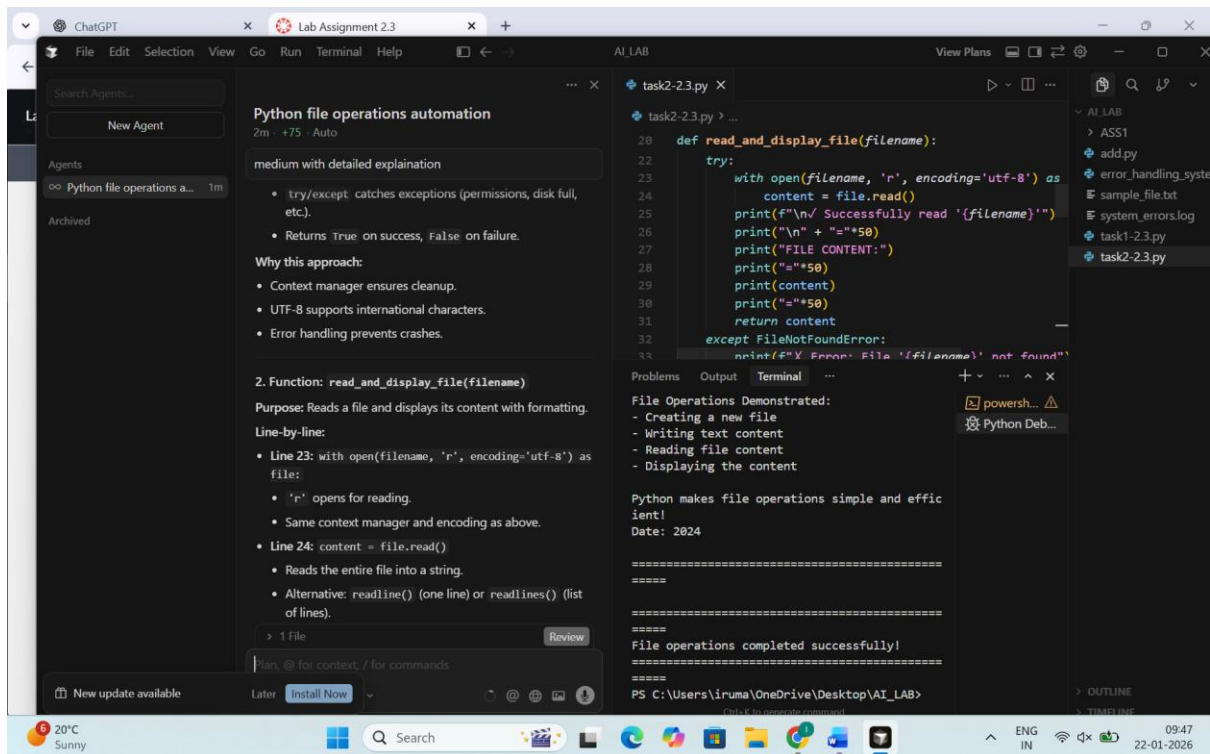 ChatGPT
Lab Assignment 2.3
File Edit Selection View Go Run Terminal Help
AI_LAB
View Plans
Search Agents...
New Agent
Agents
Python file operations a... 1m
Archived
Python file operations automation
2m · +75 · Auto
medium with detailed explaination
• try/except catches exceptions (permissions, disk full,
etc.).
• Returns True on success, False on failure.
Why this approach:
• Context manager ensures cleanup.
• UTF-8 supports international characters.
• Error handling prevents crashes.
2. Function: read_and_display_file(filename)
Purpose: Reads a file and displays its content with formatting.
Line-by-line:
• Line 23: with open(filename, 'r', encoding='utf-8') as
file:
• 'r' opens for reading.
• Same context manager and encoding as above.
• Line 24: content = file.read()
• Reads the entire file into a string.
• Alternative: readline() (one line) or readlines() (list
of lines).
> 1 File
Review
Plan, @ for context, / for commands
New update available
Later Install Now
task2-2.3.py
task2-2.3.py > ...
20 def read_and_display_file(filename):
22 try:
23 with open(filename, 'r', encoding='utf-8') as
24 content = file.read()
25 print(f"\n√ Successfully read '{filename}'")
26 print("\n" + "="*50)
27 print("FILE CONTENT:")
28 print("="*50)
29 print(content)
30 print("="*50)
31 return content
32 except FileNotFoundError:
33 print(f"X Error: File '{filename}' not found")
Problems Output Terminal ...
File Operations Demonstrated:
- Creating a new file
- Writing text content
- Reading file content
- Displaying the content
Python makes file operations simple and effic
ient!
Date: 2024
=============================================
=====
=============================================
=====
File operations completed successfully!
=============================================
=====
PS C:\Users\iruma\OneDrive\Desktop\AI_LAB>
Ctrl+K to generate command
powersh...
Python Deb...
AI_LAB
> ASS1
add.py
error_handling_syste
sample_file.txt
system_errors.log
task1-2.3.py
task2-2.3.py
> OUTLINE
> TIMELINE
6
20°C
Sunny
Search
ENG
IN
09:47
22-01-2026